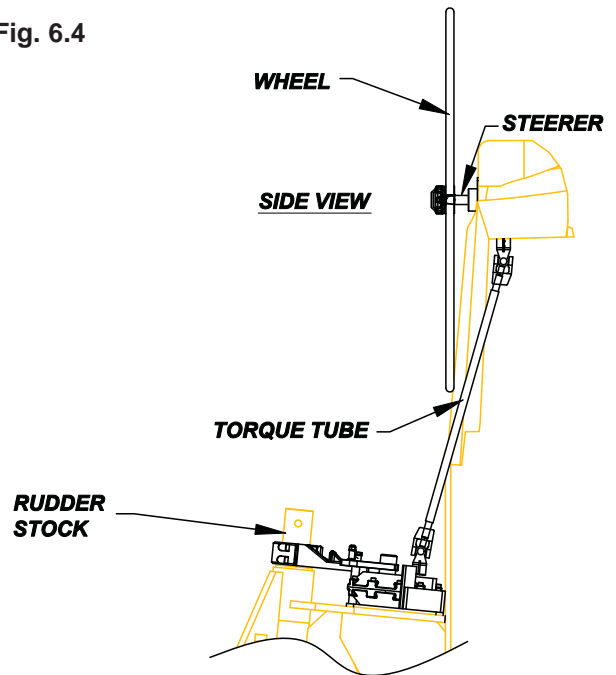 Fig. 6.4
WHEEL
STEERER
SIDE VIEW
TORQUE TUBE
RUDDER
STOCK